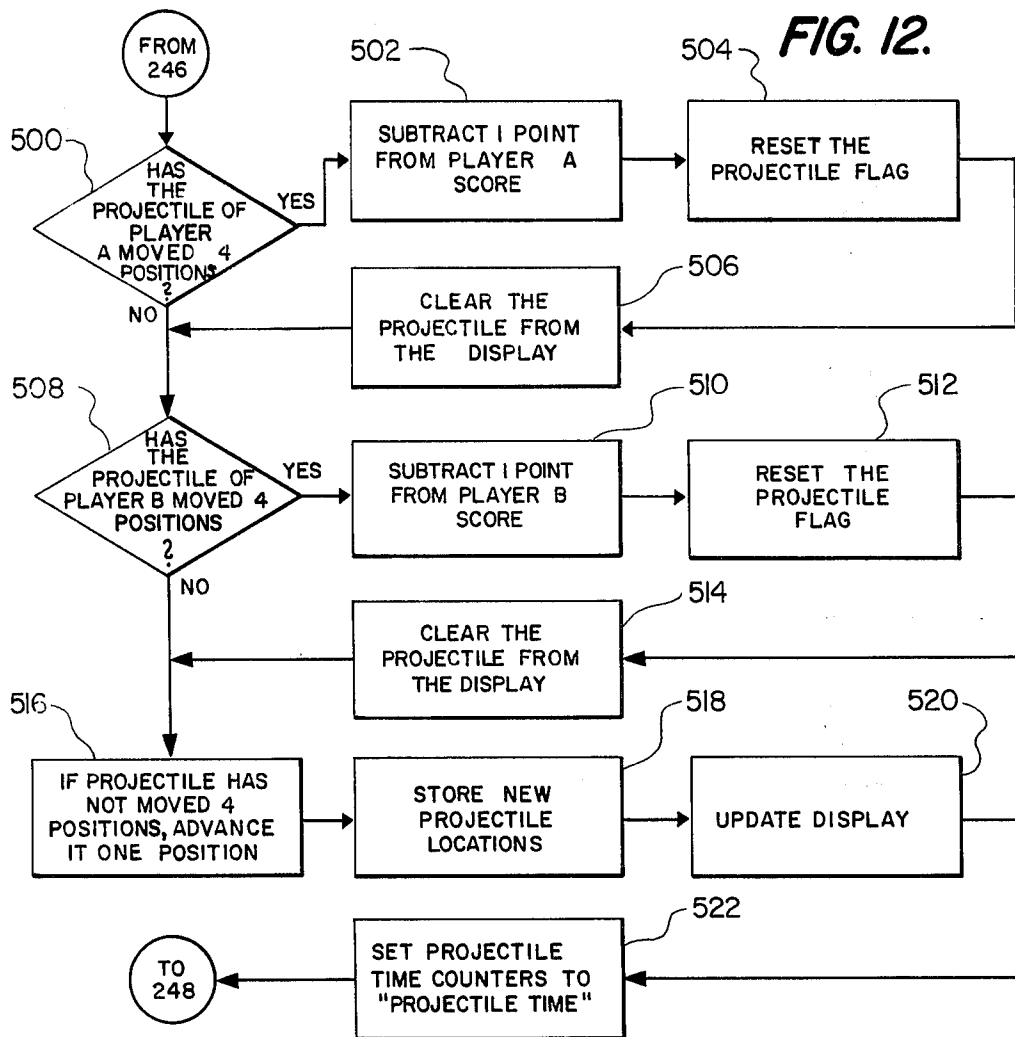 FIG. 12.
FROM
246
500
HAS
THE
PROJECTILE OF
PLAYER
A MOVED 4
POSITIONS
?
YES
NO
502
SUBTRACT 1 POINT
FROM PLAYER A
SCORE
504
RESET THE
PROJECTILE FLAG
506
CLEAR THE
PROJECTILE FROM
THE DISPLAY
508
HAS
THE
PROJECTILE OF
PLAYER B MOVED 4
POSITIONS
?
YES
NO
510
SUBTRACT 1 POINT
FROM PLAYER B
SCORE
512
RESET THE
PROJECTILE
FLAG
514
CLEAR THE
PROJECTILE FROM
THE DISPLAY
516
IF PROJECTILE HAS
NOT MOVED 4
POSITIONS, ADVANCE
IT ONE POSITION
518
STORE NEW
PROJECTILE
LOCATIONS
520
UPDATE DISPLAY
522
SET PROJECTILE
TIME COUNTERS TO
"PROJECTILE TIME"
TO
248